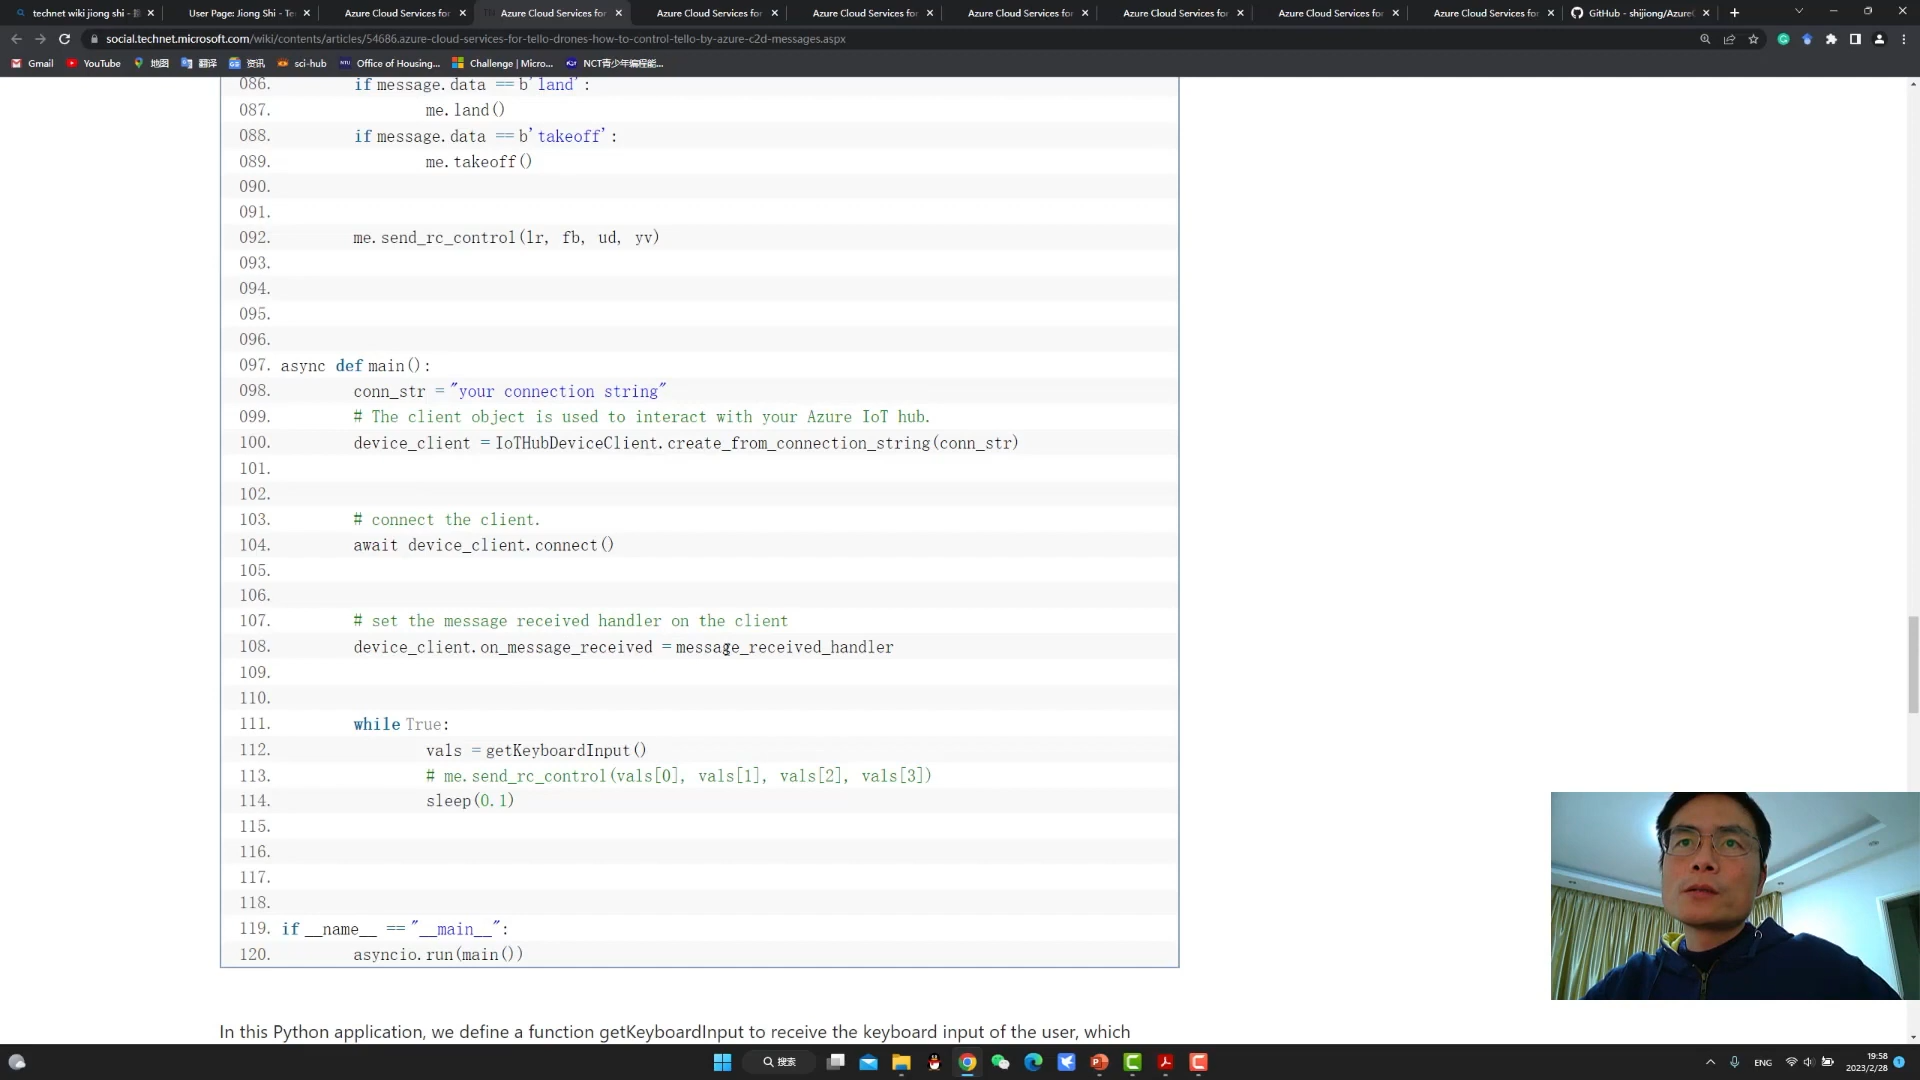 technet wiki jiong shi - User Page: Jiong Shi - Te Azure Cloud Services for Azure Cloud Services for Azure Cloud Services for Azure Cloud Services for Azure Cloud Services for Azure Cloud Services for Azure Cloud Services for Azure Cloud Services for GitHub - shijiong/Azure
social.technet.microsoft.com/wiki/contents/articles/54686.azure-cloud-services-for-tello-drones-how-to-control-tello-by-azure-c2d-messages.aspx
Gmail YouTube 地图 翻译 资讯 sci-hub Office of Housing... Challenge | Micro... NCT青少年编程能...
086. if message.data == b'land':
087. me.land()
088. if message.data == b'takeoff':
089. me.takeoff()
090.
091.
092. me.send_rc_control(lr, fb, ud, yv)
093.
094.
095.
096.
097. async def main():
098. conn_str = "your connection string"
099. # The client object is used to interact with your Azure IoT hub.
100. device_client = IoTHubDeviceClient.create_from_connection_string(conn_str)
101.
102.
103. # connect the client.
104. await device_client.connect()
105.
106.
107. # set the message received handler on the client
108. device_client.on_message_received = message_received_handler
109.
110.
111. while True:
112. vals = getKeyboardInput()
113. # me.send_rc_control(vals[0], vals[1], vals[2], vals[3])
114. sleep(0.1)
115.
116.
117.
118.
119. if __name__ == "__main__":
120. asyncio.run(main())
In this Python application, we define a function getKeyboardInput to receive the keyboard input of the user, which
搜索
ENG
19:58
2023/2/28